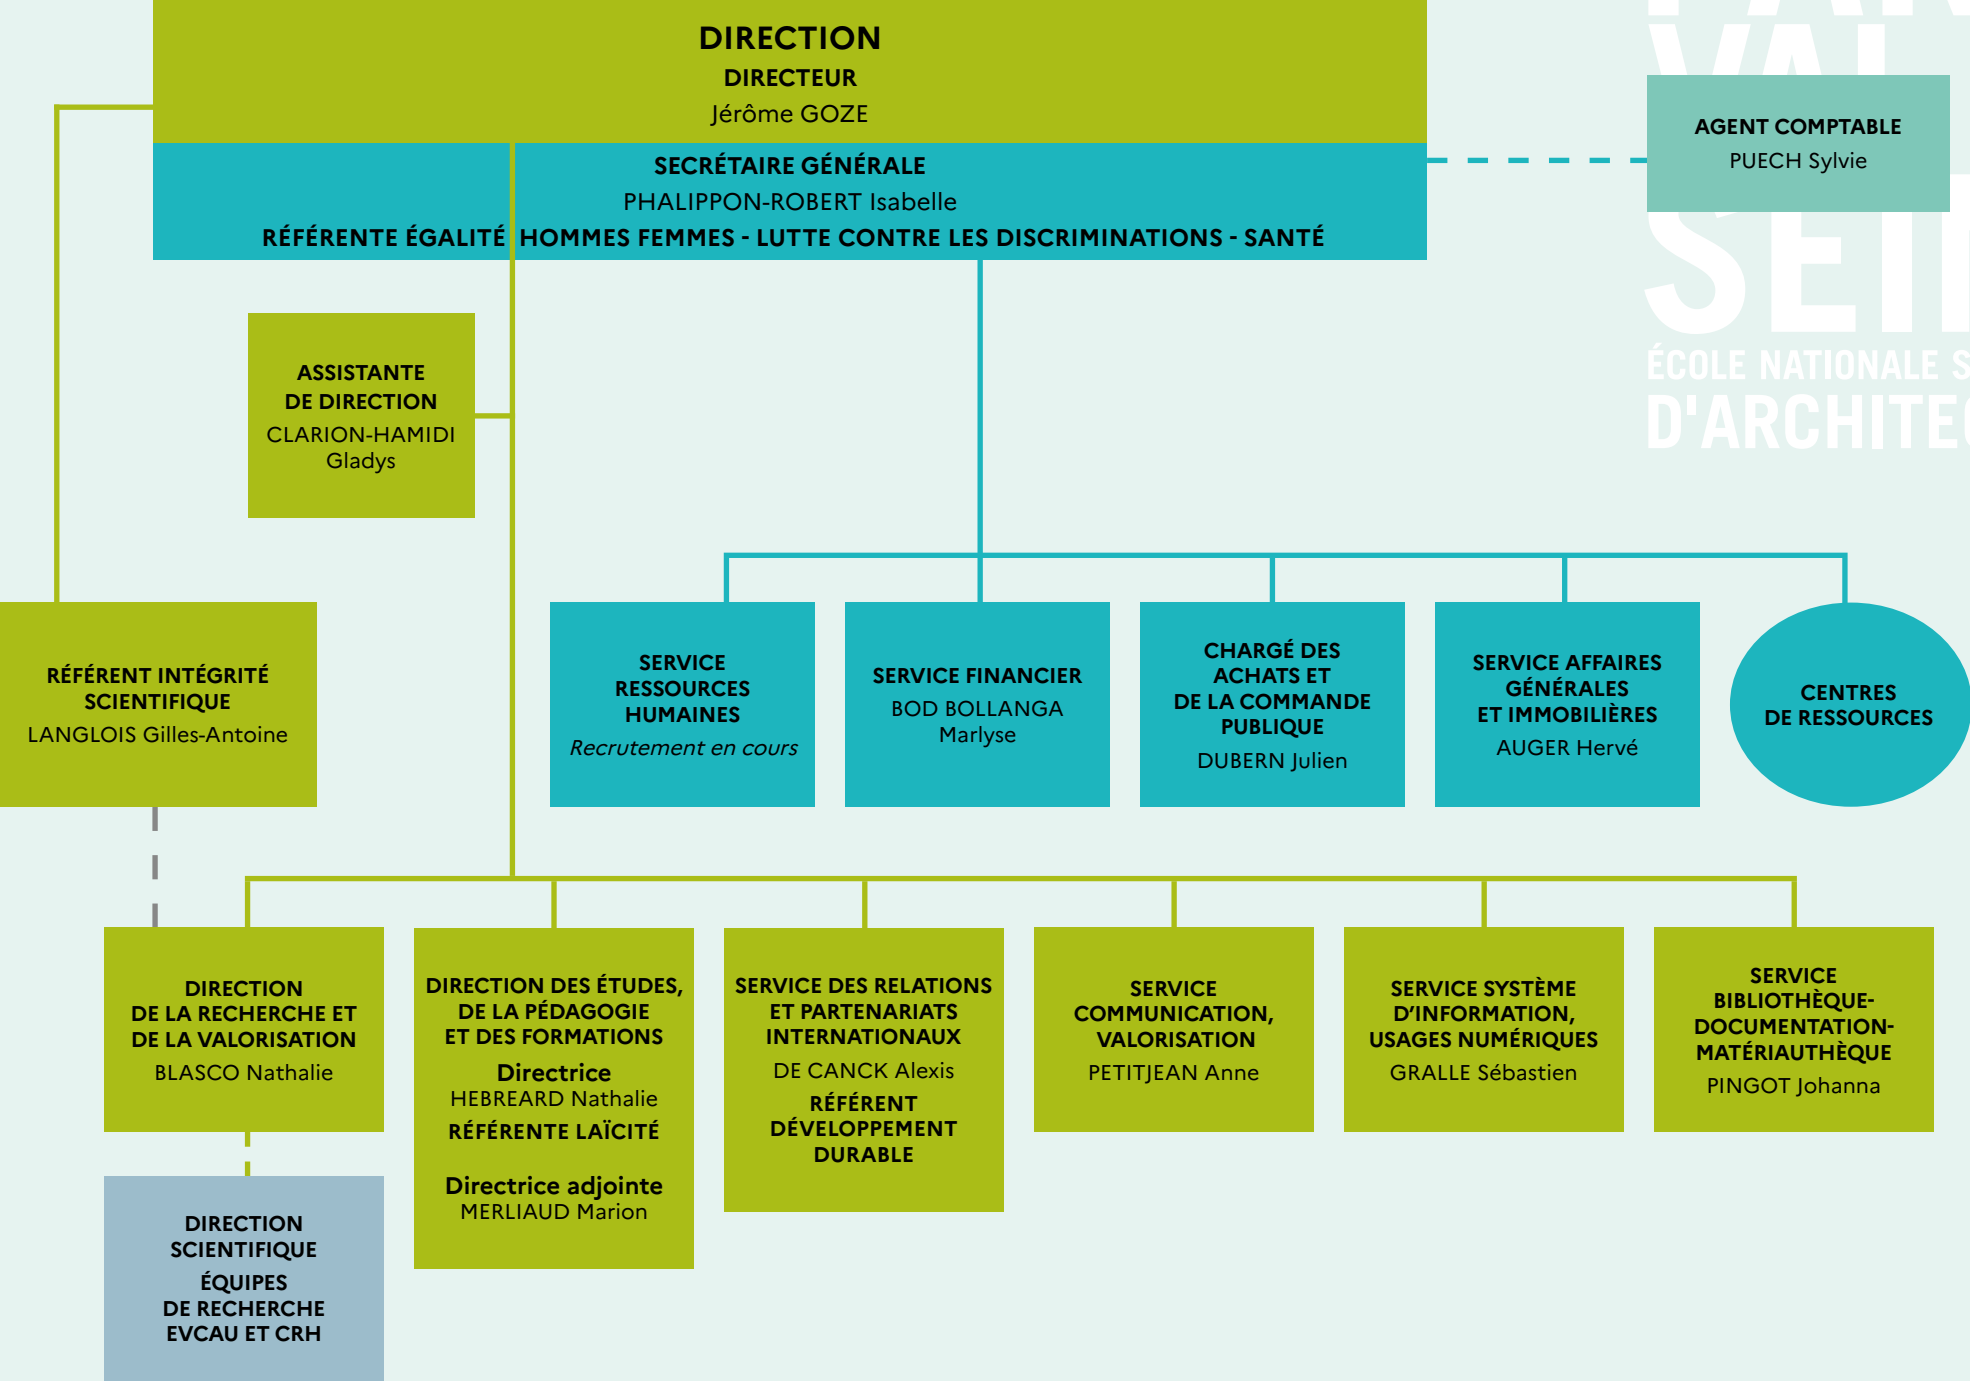 DIRECTION
DIRECTEUR
Jérôme GOZE
SECRÉTAIRE GÉNÉRALE
PHALIPPON-ROBERT Isabelle
RÉFÉRENTE ÉGALITÉ HOMMES FEMMES - LUTTE CONTRE LES DISCRIMINATIONS - SANTÉ
VAL
AGENT COMPTABLE
PUECH Sylvie
ÉCOLE NATIONALE
ASSISTANTE
DE DIRECTION
CLARION-HAMIDI
Gladys
RÉFÉRENT INTÉGRITÉ
SCIENTIFIQUE
LANGLOIS Gilles-Antoine
SERVICE
RESSOURCES
HUMAINES
Recrutement en cours
SERVICE FINANCIER
BOD BOLLANGA
Marlyse
CHARGÉ DES
ACHATS ET
DE LA COMMANDE
PUBLIQUE
DUBERN Julien
SERVICE AFFAIRES
GÉNÉRALES
ET IMMOBILIÈRES
AUGER Hervé
CENTRES
DE RESSOURCES
DIRECTION
DE LA RECHERCHE ET
DE LA VALORISATION
BLASCO Nathalie
DIRECTION DES ÉTUDES,
DE LA PÉDAGOGIE
ET DES FORMATIONS
Directrice
HEBREARD Nathalie
RÉFÉRENTE LAÏCITÉ
Directrice adjointe
MERLIAUD Marion
SERVICE DES RELATIONS
ET PARTENARIATS
INTERNATIONAUX
DE CANCK Alexis
RÉFÉRENT
DÉVELOPPEMENT
DURABLE
SERVICE
COMMUNICATION,
VALORISATION
PETITJEAN Anne
SERVICE SYSTÈME
D’INFORMATION,
USAGES NUMÉRIQUES
GRALLE Sébastien
SERVICE
BIBLIOTHÈQUE-
DOCUMENTATION-
MATÉRIAUTHÈQUE
PINGOT Johanna
DIRECTION
SCIENTIFIQUE
ÉQUIPES
DE RECHERCHE
EVCAU ET CRH